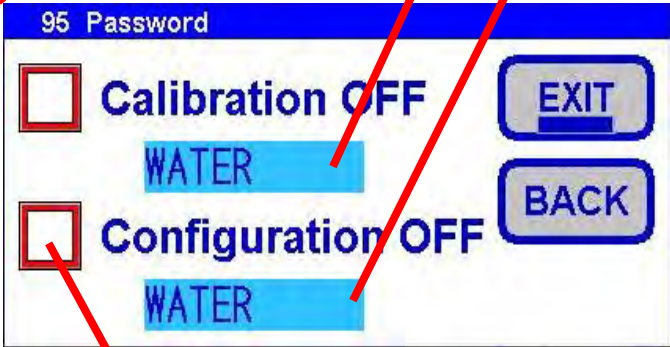 95 Password
Calibration OFF
EXIT
WATER
BACK
Configuration OFF
WATER